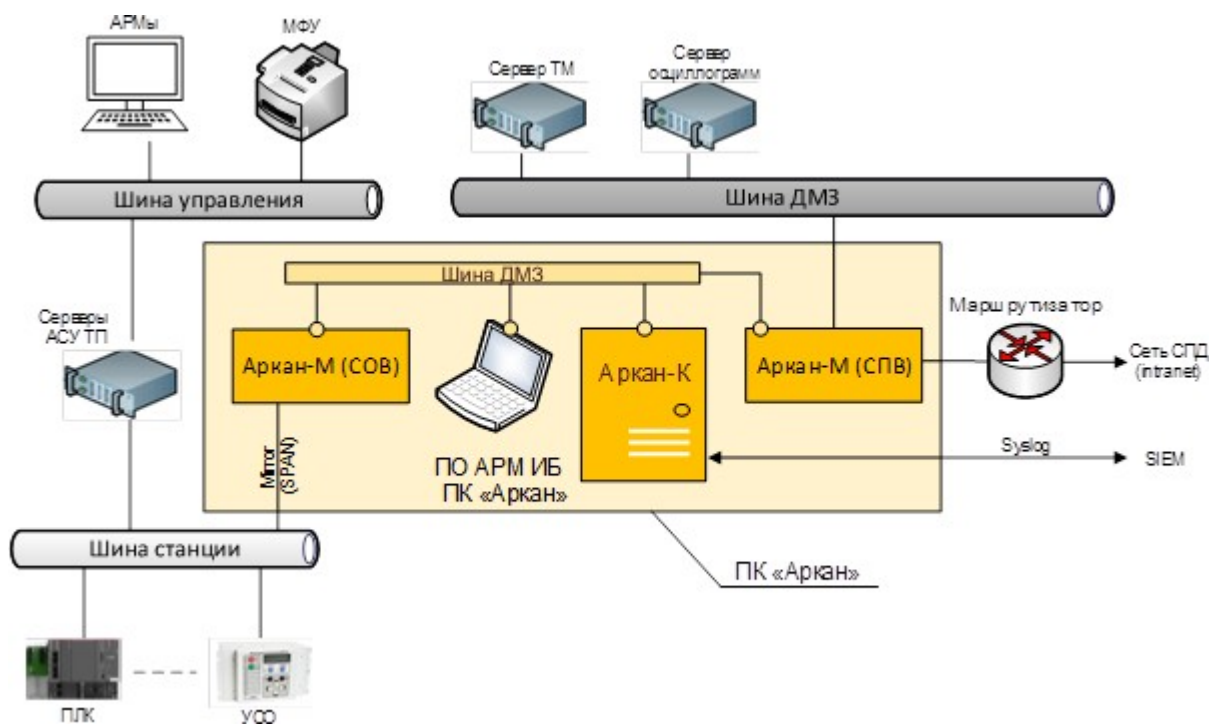 АРМы
МФУ
Сервер ТМ
Сервер
осциллограмм
Шина управления
Шина ДМЗ
Шина ДМЗ
Серверы
АСУ ТП
Аркан-М (СОВ)
Аркан-К
Аркан-М (СПВ)
Маршрутизатор
Сеть СПД
(intranet)
Mirror
(SPAN)
ПО АРМ ИБ
ПК «Аркан»
Syslog
SIEM
Шина станции
ПК «Аркан»
ПЛК
УСО